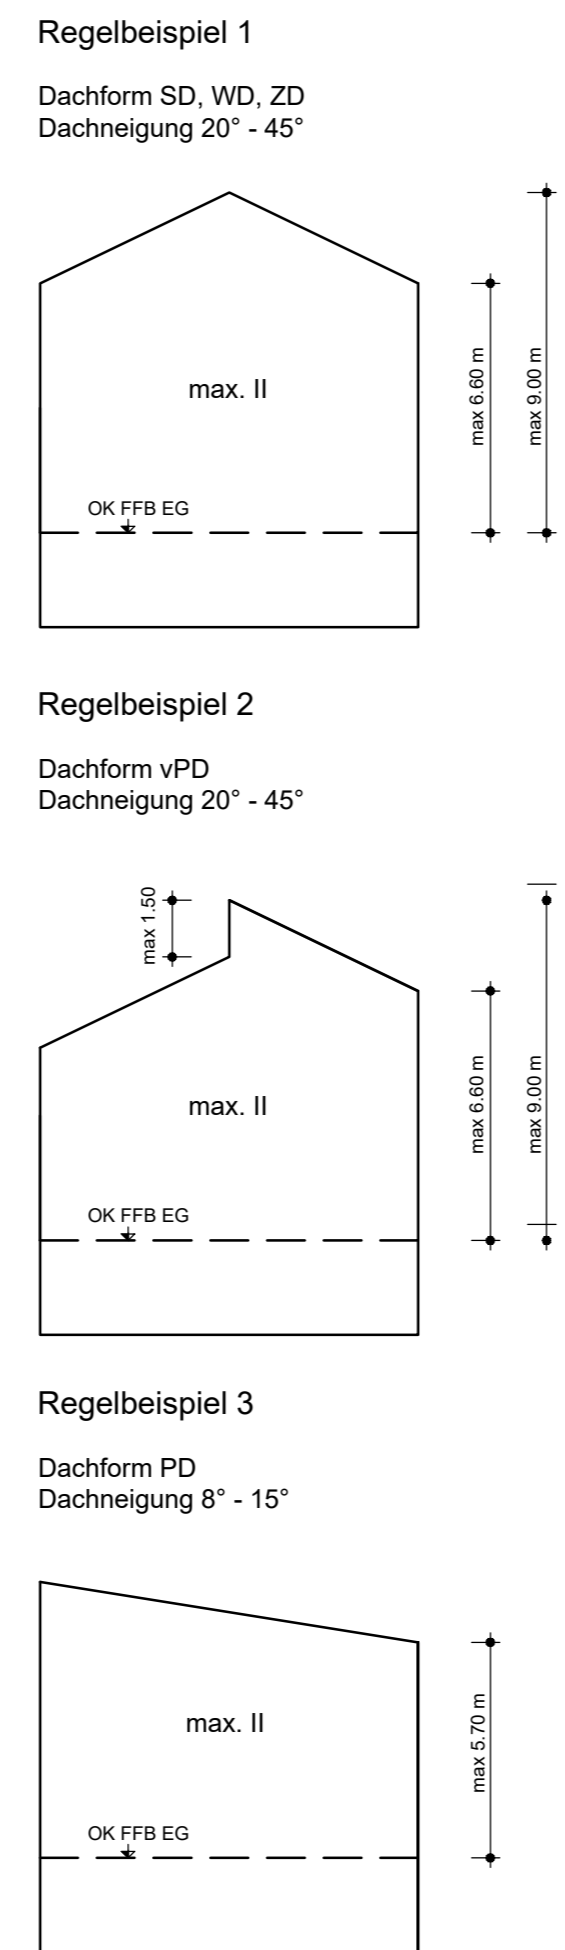 Regelbeispiel 1
Dachform SD, WD, ZD
Dachneigung 20° - 45°
max. II
OK FFB EG
max 6.60 m
max 9.00 m
Regelbeispiel 2
Dachform vPD
Dachneigung 20° - 45°
max 1.50
max. II
OK FFB EG
max 6.60 m
max 9.00 m
Regelbeispiel 3
Dachform PD
Dachneigung 8° - 15°
max. II
OK FFB EG
max 5.70 m